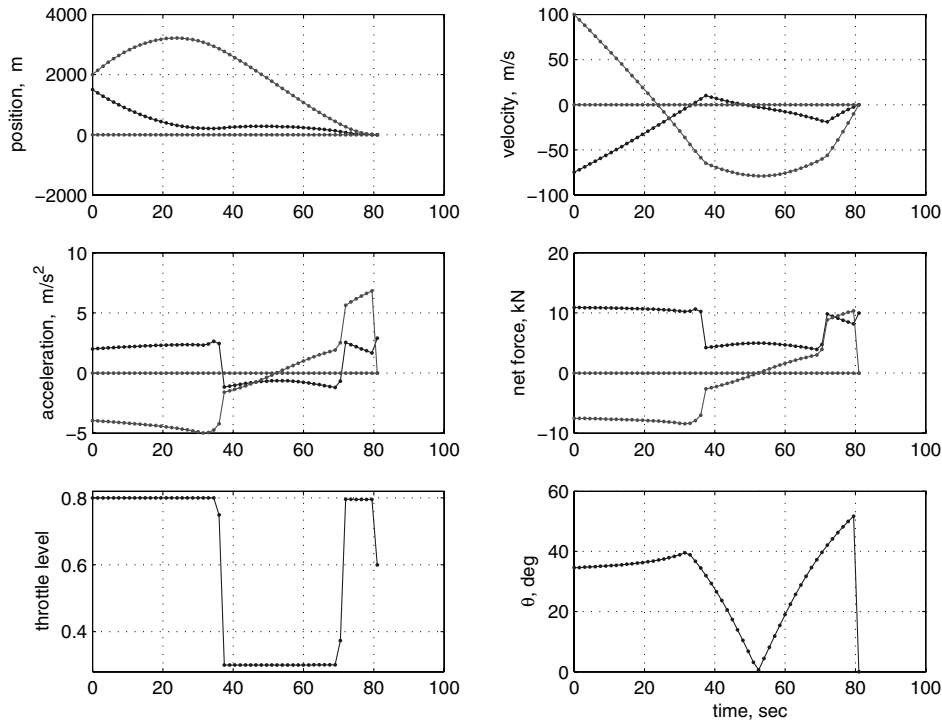 position, m
4000
2000
0
−2000
0 20 40 60 80 100
velocity, m/s
100
50
0
−50
−100
0 20 40 60 80 100
acceleration, m/s²
10
5
0
−5
0 20 40 60 80 100
net force, kN
20
10
0
−10
0 20 40 60 80 100
throttle level
0.8
0.6
0.4
0 20 40 60 80 100
θ, deg
60
40
20
0
0 20 40 60 80 100
time, sec